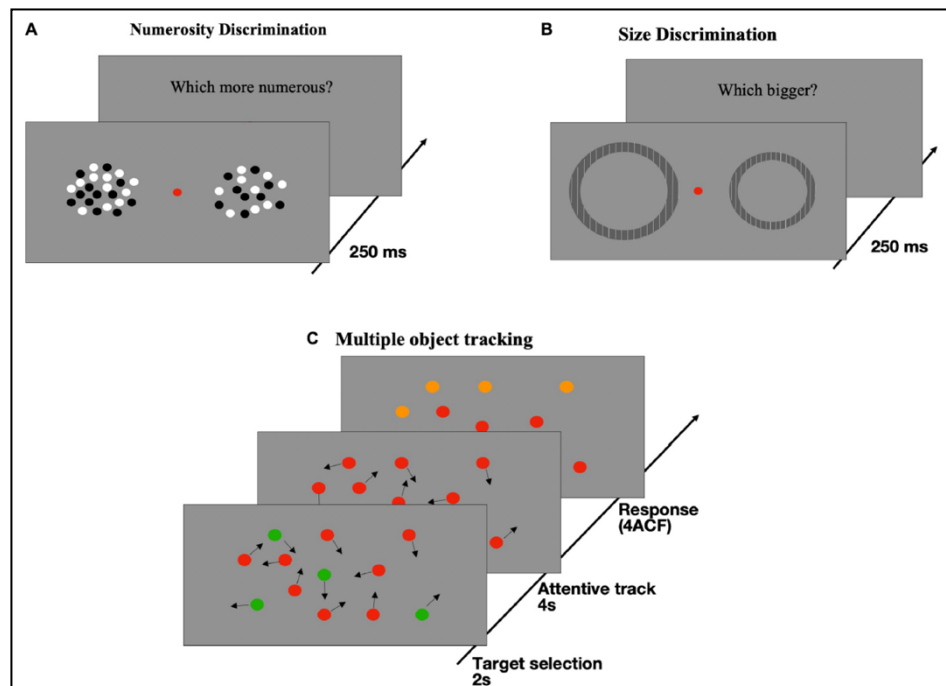 A Numerosity Discrimination
Which more numerous?
250 ms
B Size Discrimination
Which bigger?
250 ms
C Multiple object tracking
Response
(4ACF)
Attentive track
4s
Target selection
2s